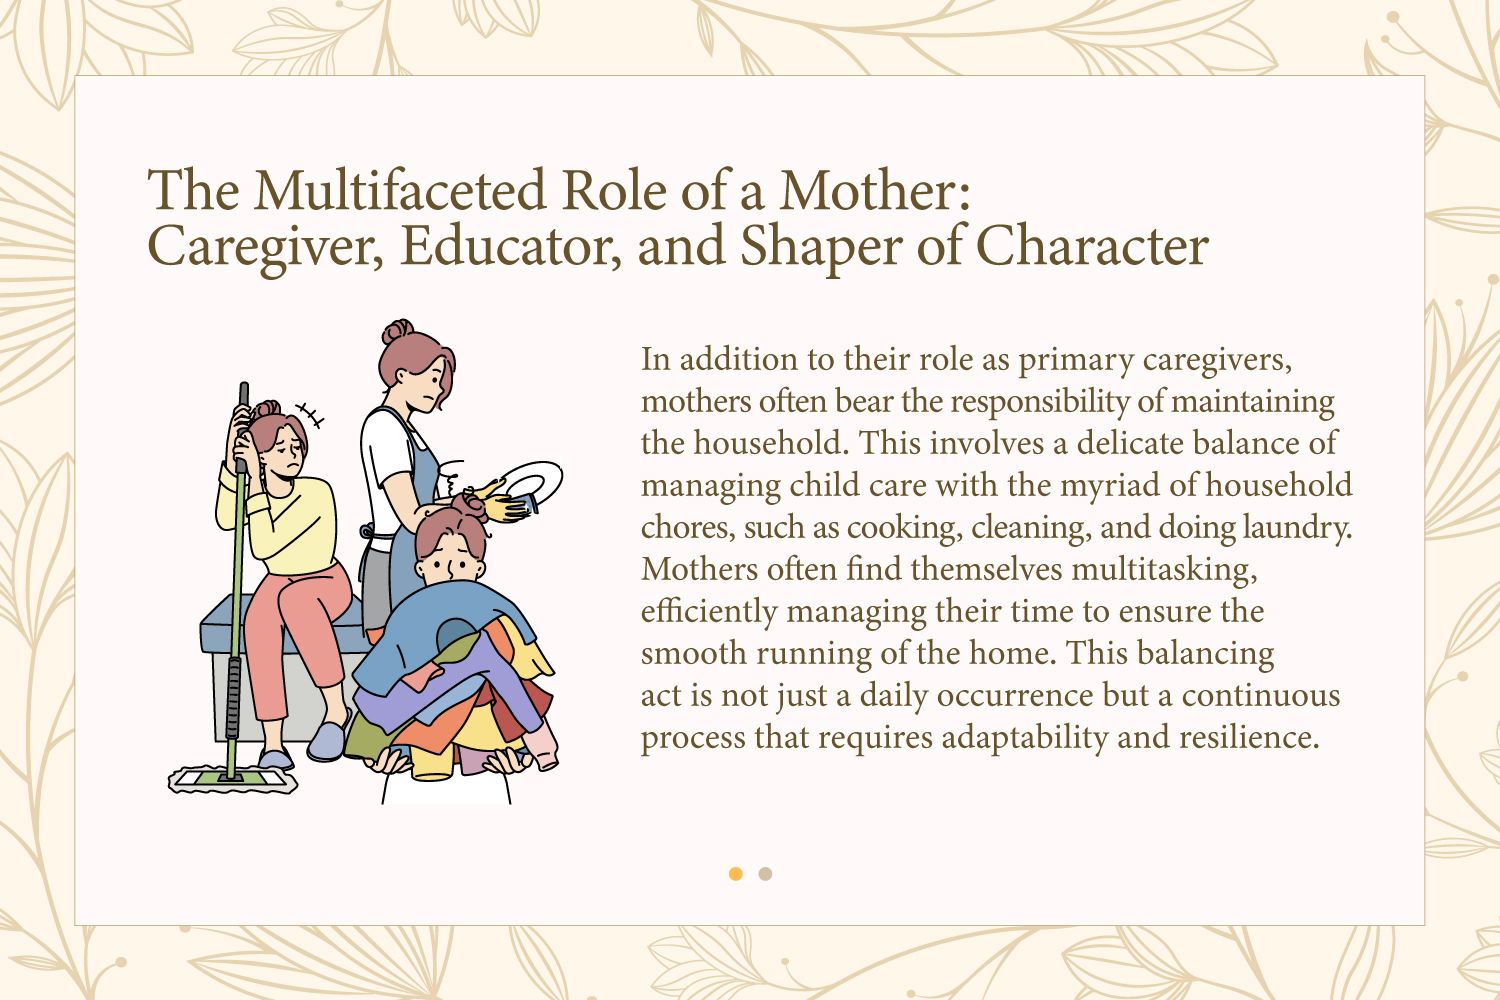 The Multifaceted Role of a Mother:
Caregiver, Educator, and Shaper of Character
In addition to their role as primary caregivers,
mothers often bear the responsibility of maintaining
the household. This involves a delicate balance of
managing child care with the myriad of household
chores, such as cooking, cleaning, and doing laundry.
Mothers often find themselves multitasking,
efficiently managing their time to ensure the
smooth running of the home. This balancing
act is not just a daily occurrence but a continuous
process that requires adaptability and resilience.